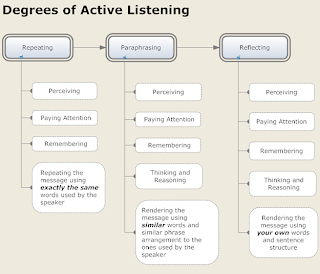 Degrees of Active Listening
Repeating
Paraphrasing
Reflecting
Perceiving
Paying Attention
Remembering
Repeating the
message using
exactly the same
words used by the
speaker
Perceiving
Paying Attention
Remembering
Thinking and
Reasoning
Rendering the
message using
similar words and
similar phrase
arrangement to the
ones used by the
speaker
Perceiving
Paying Attention
Remembering
Thinking and
Reasoning
Rendering the
message using
your own words
and sentence
structure